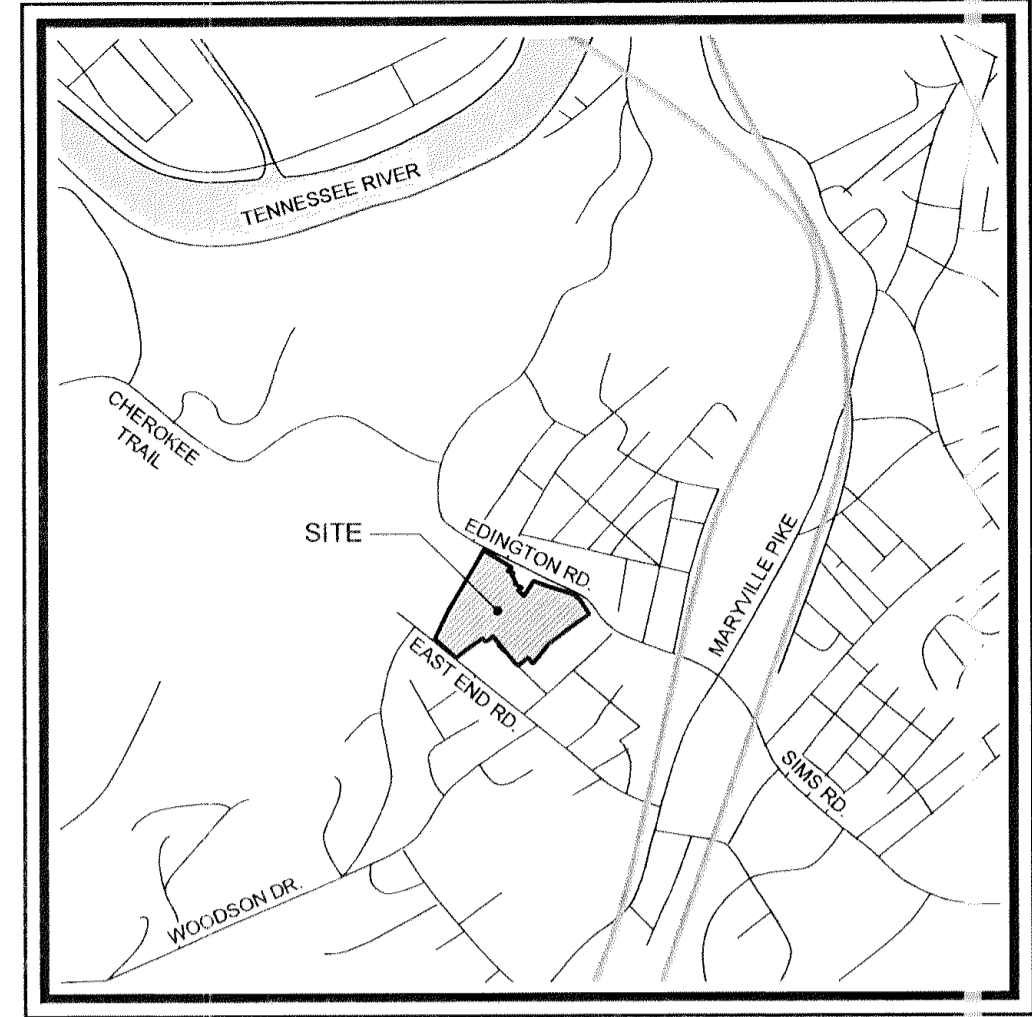 TENNESSEE RIVER
CHEROKEE
TRAIL
SITE
EDINGTON RD.
MARYVILLE PIKE
EAST END RD.
SIMS RD.
WOODSON DR.